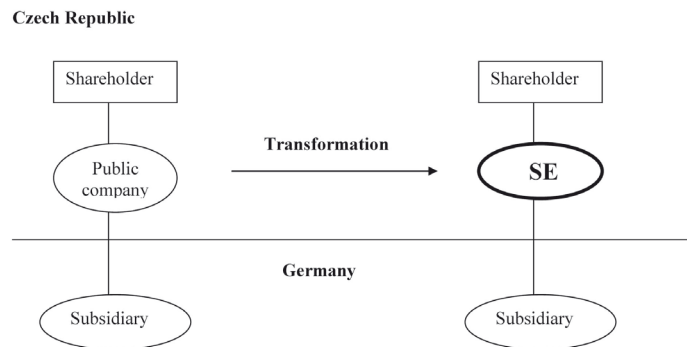 Czech Republic
Shareholder
Shareholder
Transformation
Public
company
SE
Germany
Subsidiary
Subsidiary